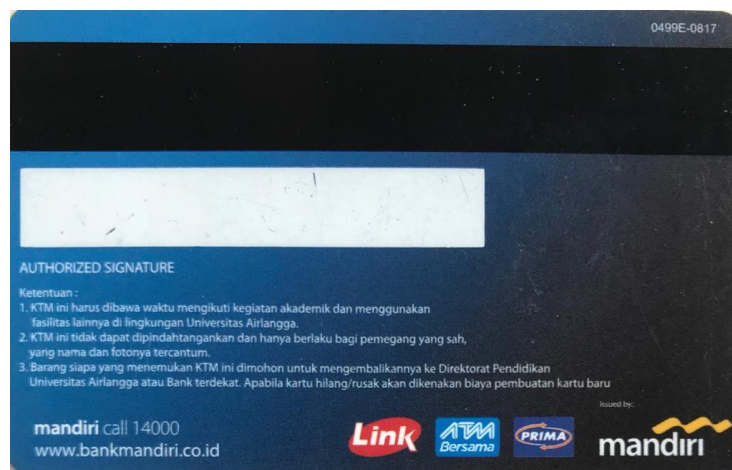 0499E-0817
AUTHORIZED SIGNATURE
Ketentuan :
1. KTM ini harus dibawa waktu mengikuti kegiatan akademik dan menggunakan
fasilitas lainnya di lingkungan Universitas Airlangga.
2. KTM ini tidak dapat dipindahtangankan dan hanya berlaku bagi pemegang yang sah,
yang nama dan fotonya tercantum.
3. Barang siapa yang menemukan KTM ini dimohon untuk mengembalikannya ke Direktorat Pendidikan
Universitas Airlangga atau Bank terdekat. Apabila kartu hilang/rusak akan dikenakan biaya pembuatan kartu baru
Issued by:
mandiri call 14000
www.bankmandiri.co.id
Link
ATM
Bersama
PRIMA
mandiri